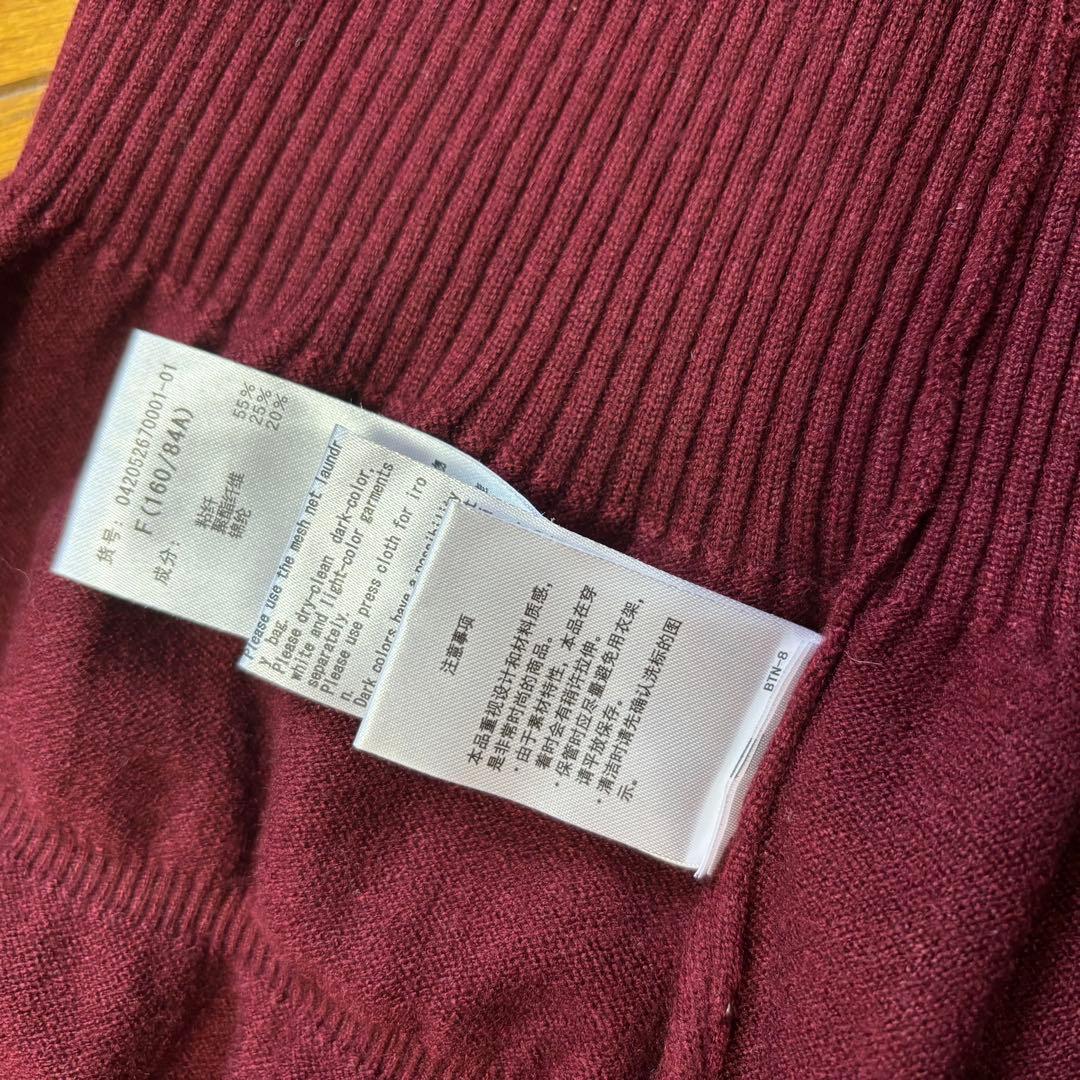 货号: 042052670001-01
F(160/84A)
成分:
粘纤 55%
聚酯纤维 25%
锦纶 20%
Please use the mesh net laundr
y bag.
Please dry-clean dark-color,
white and light-color garments
separately.
Please use press cloth for iro
n.
Dark colors have a possibility
注意事项
本品重视设计和材料质感,
是非常时尚的商品。
·由于素材特性, 本品在穿
着时会有稍许拉伸。
·保管时应尽量避免用衣架,
请平放保存。
·清洁时请先确认洗标的图
示。
BTN-8